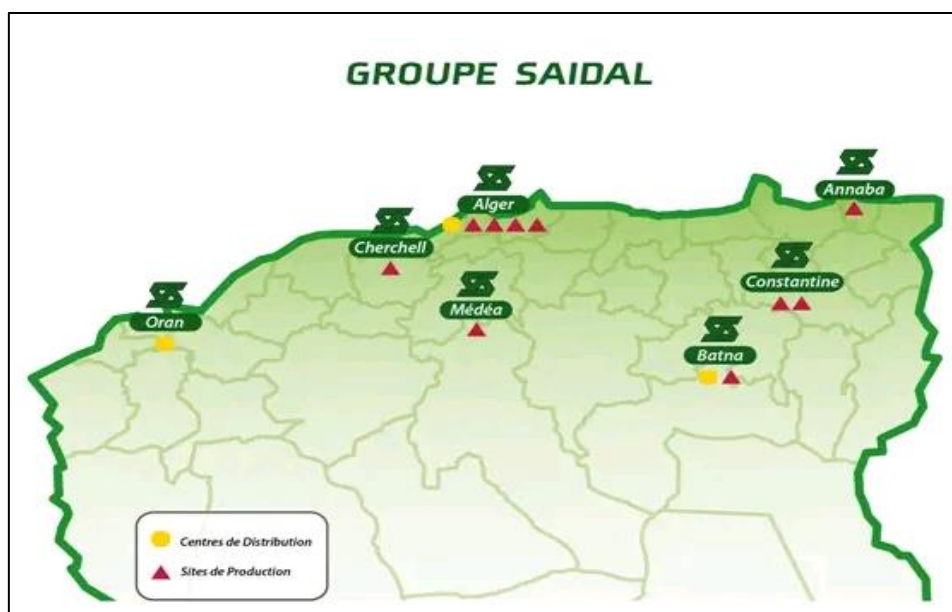 GROUPE SAIDAL
Annaba
Alger
Cherchell
Constantine
Médéa
Oran
Batna
Centres de Distribution
Sites de Production